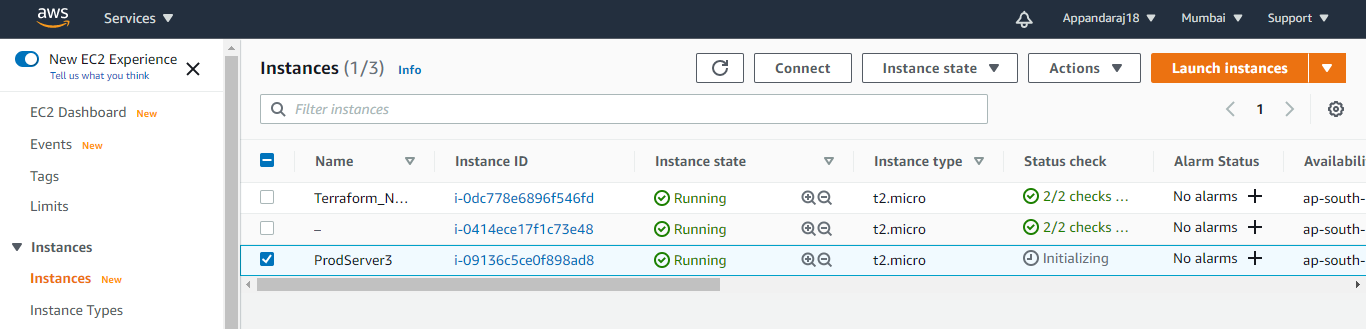 aws Services Appandaraj18 Mumbai Support
New EC2 Experience
Tell us what you think
EC2 Dashboard New
Events New
Tags
Limits
Instances
Instances New
Instance Types
Instances (1/3) Info Connect Instance state Actions Launch instances
Filter instances 1
Name Instance ID Instance state Instance type Status check Alarm Status Availabili
Terraform_N... i-0dc778e6896f546fd Running t2.micro 2/2 checks ... No alarms + ap-south-
– i-0414ece17f1c73e48 Running t2.micro 2/2 checks ... No alarms + ap-south-
ProdServer3 i-09136c5ce0f898ad8 Running t2.micro Initializing No alarms + ap-south-